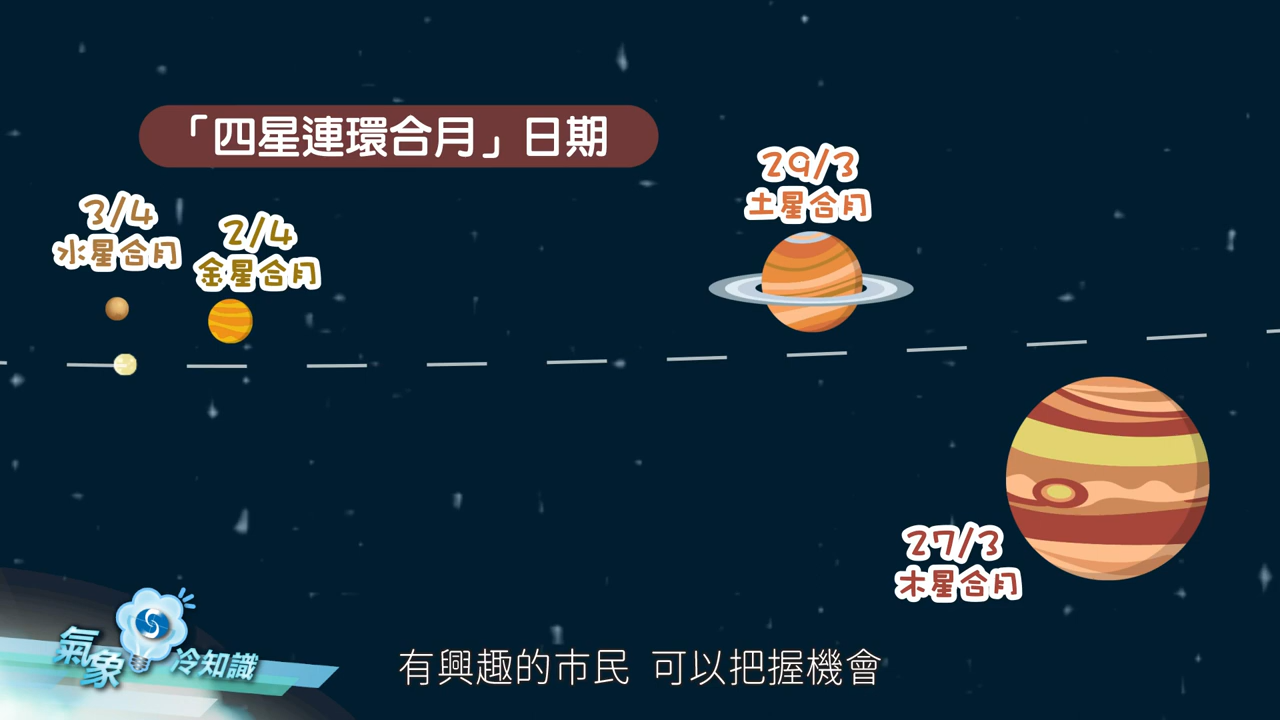 「四星連環合月」日期
3/4
水星合月
2/4
金星合月
29/3
土星合月
27/3
木星合月
氣象冷知識
有興趣的市民 可以把握機會